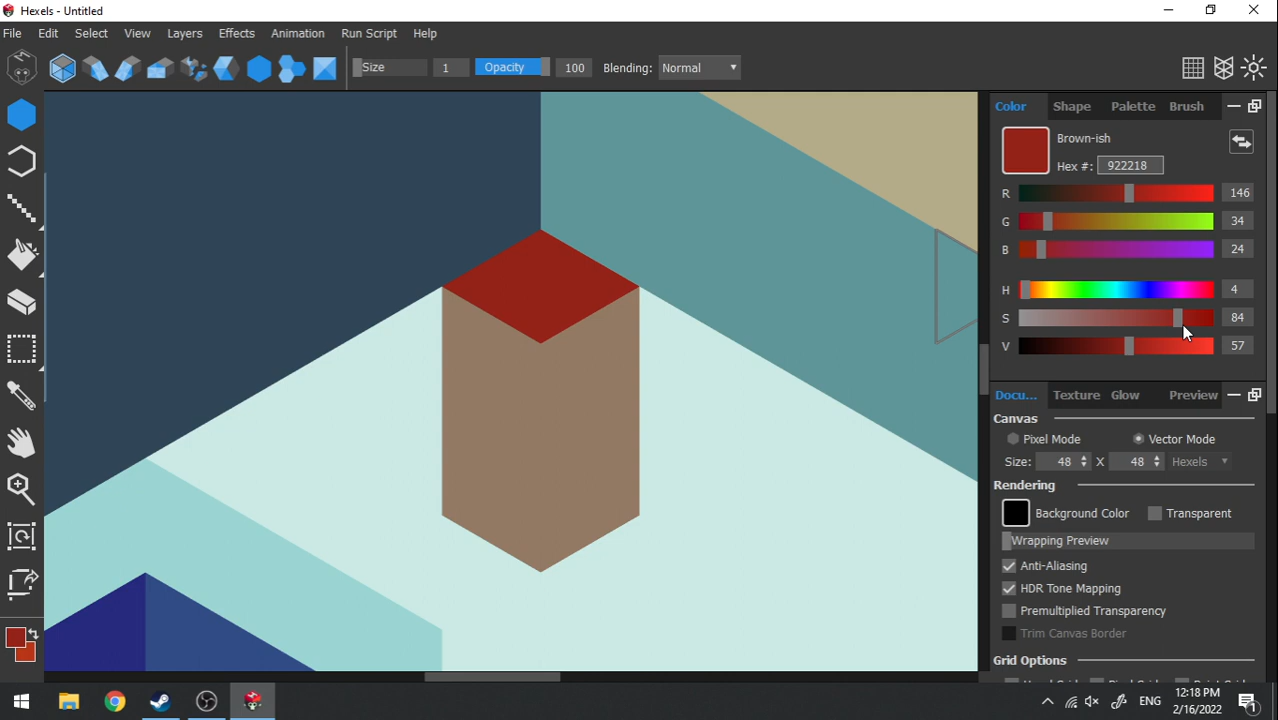 Hexels - Untitled
File Edit Select View Layers Effects Animation Run Script Help
Size 1 Opacity 100 Blending: Normal
Color Shape Palette Brush
Brown-ish
Hex #: 922218
R 146
G 34
B 24
H 4
S 84
V 57
Docu... Texture Glow Preview
Canvas
Pixel Mode Vector Mode
Size: 48 X 48 Hexels
Rendering
Background Color Transparent
Wrapping Preview
Anti-Aliasing
HDR Tone Mapping
Premultiplied Transparency
Trim Canvas Border
Grid Options
ENG 12:18 PM
2/16/2022 1